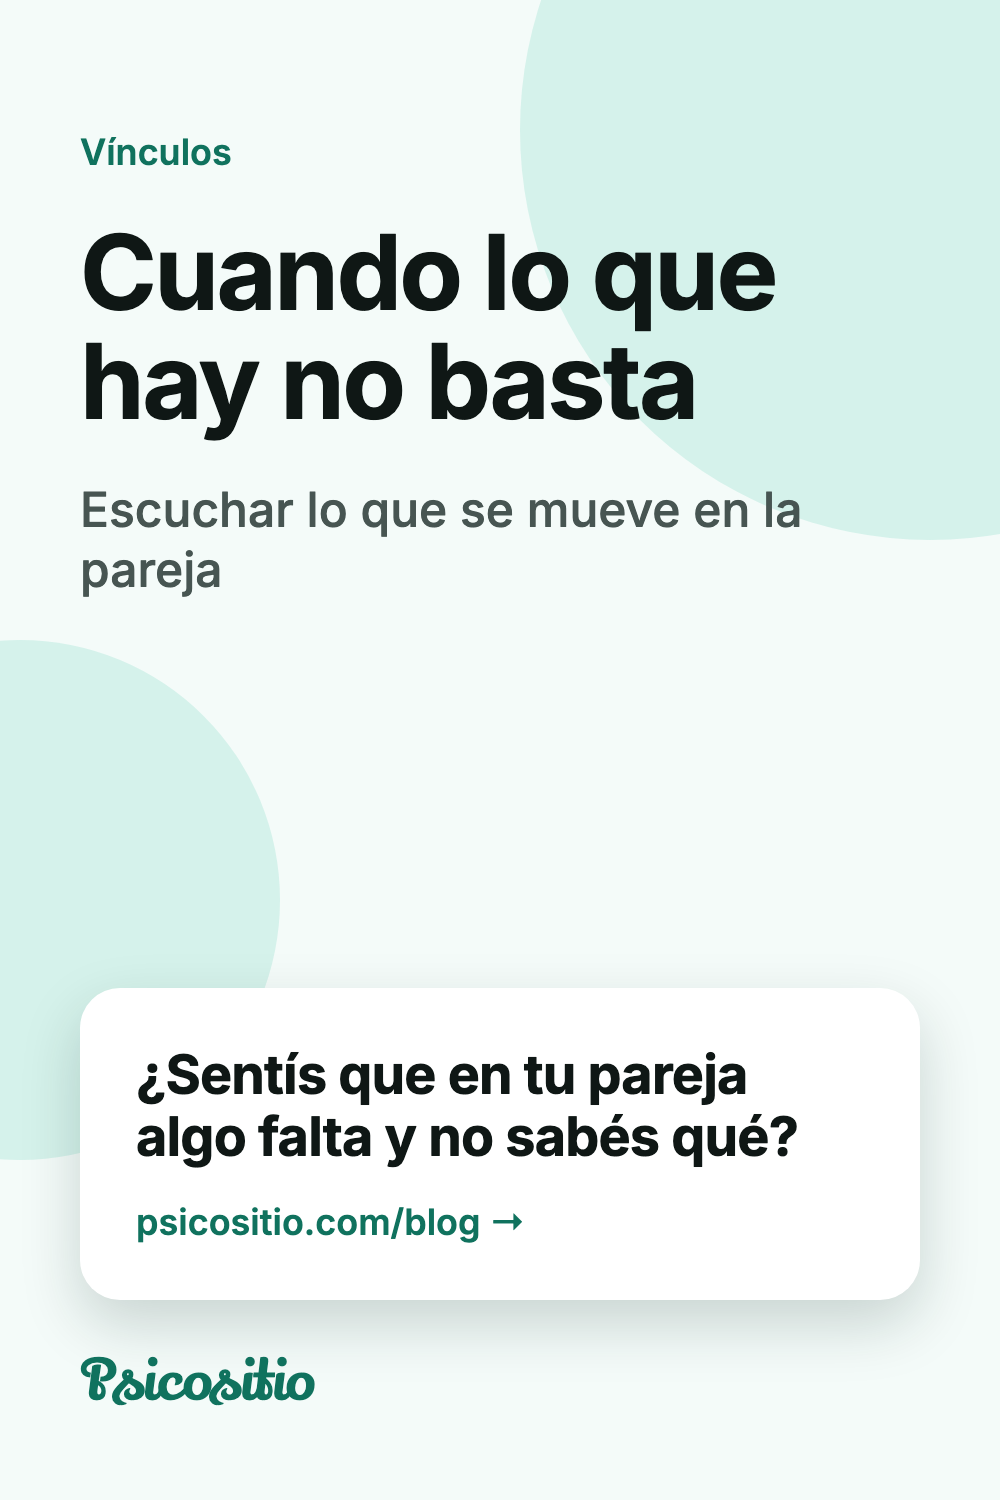 Vínculos
Cuando lo que
hay no basta
Escuchar lo que se mueve en la
pareja
¿Sentís que en tu pareja
algo falta y no sabés qué?
psicositio.com/blog →
Psicositio